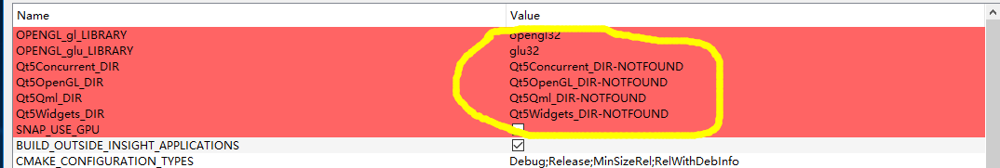 Name Value
OPENGL_gl_LIBRARY opengl32
OPENGL_glu_LIBRARY glu32
Qt5Concurrent_DIR Qt5Concurrent_DIR-NOTFOUND
Qt5OpenGL_DIR Qt5OpenGL_DIR-NOTFOUND
Qt5Qml_DIR Qt5Qml_DIR-NOTFOUND
Qt5Widgets_DIR Qt5Widgets_DIR-NOTFOUND
SNAP_USE_GPU
BUILD_OUTSIDE_INSIGHT_APPLICATIONS
CMAKE_CONFIGURATION_TYPES Debug;Release;MinSizeRel;RelWithDebInfo